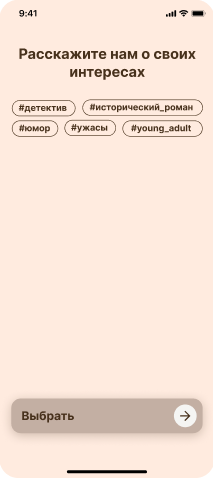 9:41
Расскажите нам о своих
интересах
#детектив #исторический_роман
#юмор #ужасы #young_adult
Выбрать